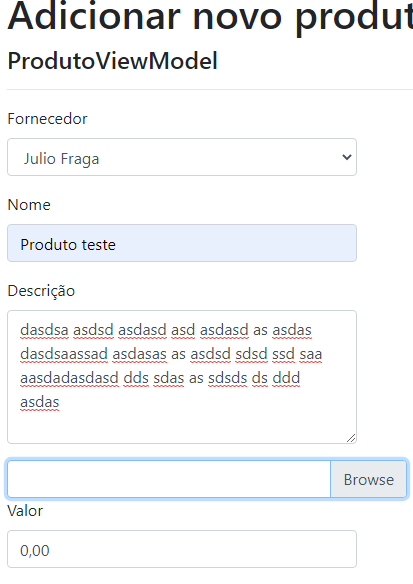 Adicionar novo produt
ProdutoViewModel
Fornecedor
Julio Fraga
Nome
Produto teste
Descrição
dasdsa asdsd asdasd asd asdasd as asdas
dasdsaassad asdasas as asdsd sdsd ssd saa
aasdadasdasd dds sdas as sdsds ds ddd
asdas
Browse
Valor
0,00